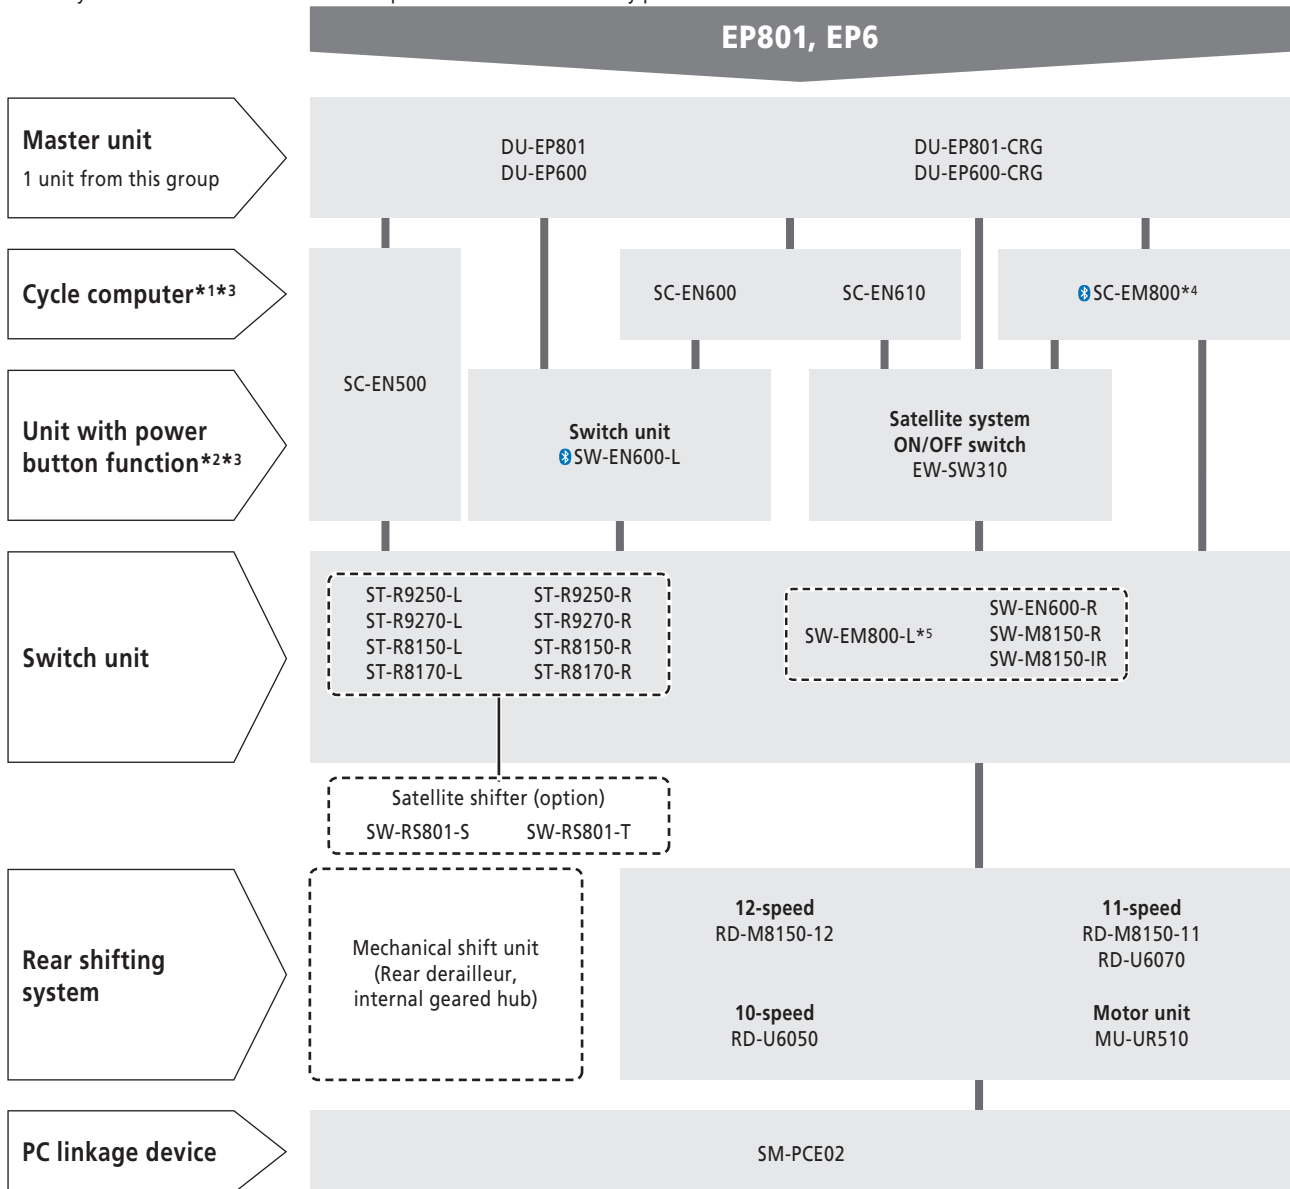 EP801, EP6
Master unit
1 unit from this group
DU-EP801
DU-EP600
DU-EP801-CRG
DU-EP600-CRG
Cycle computer*1*3
SC-EN600
SC-EN610
SC-EM800*4
SC-EN500
Unit with power
button function*2*3
Switch unit
SW-EN600-L
Satellite system
ON/OFF switch
EW-SW310
Switch unit
ST-R9250-L
ST-R9270-L
ST-R8150-L
ST-R8170-L
ST-R9250-R
ST-R9270-R
ST-R8150-R
ST-R8170-R
SW-EM800-L*5
SW-EN600-R
SW-M8150-R
SW-M8150-IR
Satellite shifter (option)
SW-RS801-S
SW-RS801-T
Rear shifting
system
Mechanical shift unit
(Rear derailleur,
internal geared hub)
12-speed
RD-M8150-12
11-speed
RD-M8150-11
RD-U6070
10-speed
RD-U6050
Motor unit
MU-UR510
PC linkage device
SM-PCE02